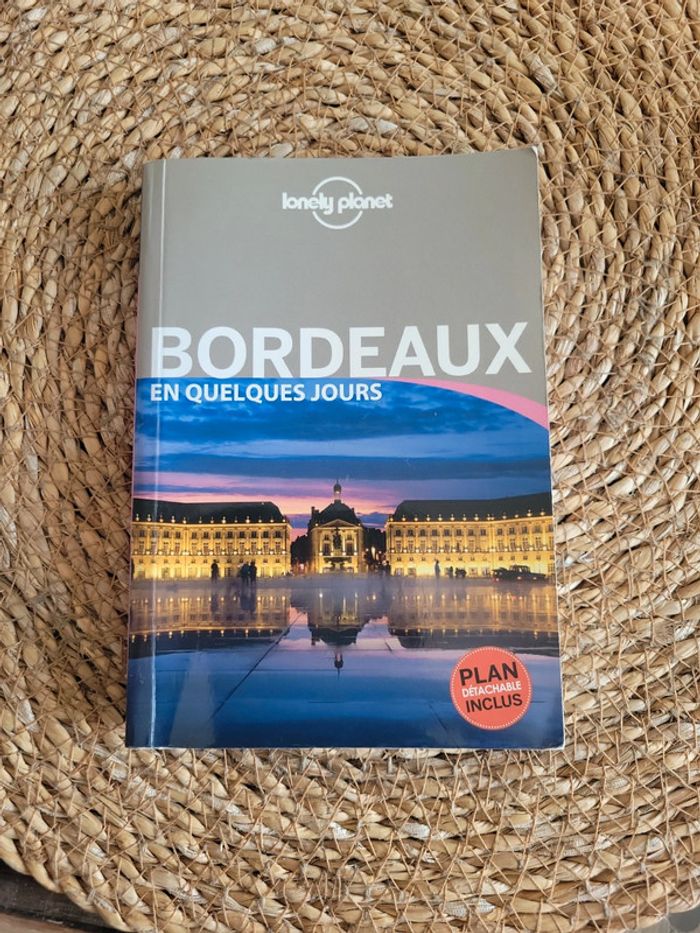 lonely planet
BORDEAUX
EN QUELQUES JOURS
PLAN
DÉTACHABLE
INCLUS